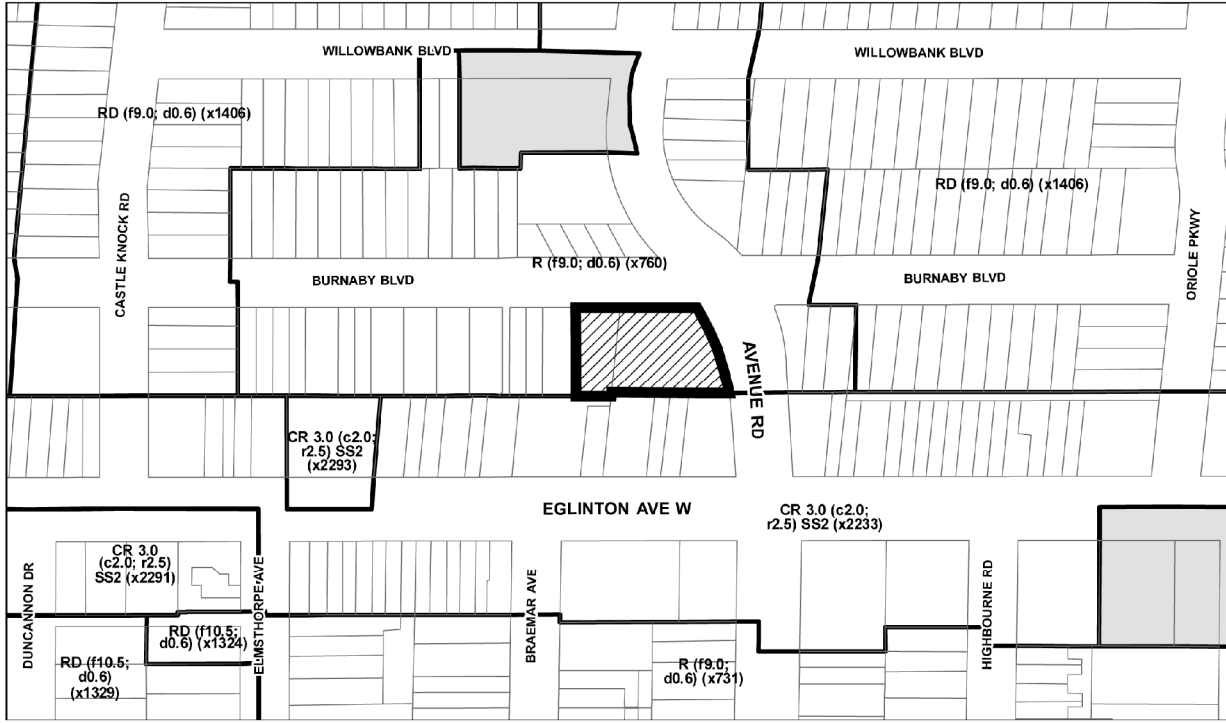 WILLOWBANK BLVD
WILLOWBANK BLVD
RD (f9.0; d0.6) (x1406)
RD (f9.0; d0.6) (x1406)
CASTLE KNOCK RD
ORIOLE PKWY
R (f9.0; d0.6) (x760)
BURNABY BLVD
BURNABY BLVD
AVENUE RD
CR 3.0 (c2.0;
r2.5) SS2
(x2293)
EGLINTON AVE W
CR 3.0 (c2.0;
r2.5) SS2 (x2233)
CR 3.0
(c2.0; r2.5)
SS2 (x2291)
DUNCANNON DR
ELMSTHORPE AVE
BRAEMAR AVE
HIGHBOURNE RD
RD (f10.5;
d0.6) (x1324)
RD (f10.5;
d0.6)
(x1329)
R (f9.0;
d0.6) (x731)